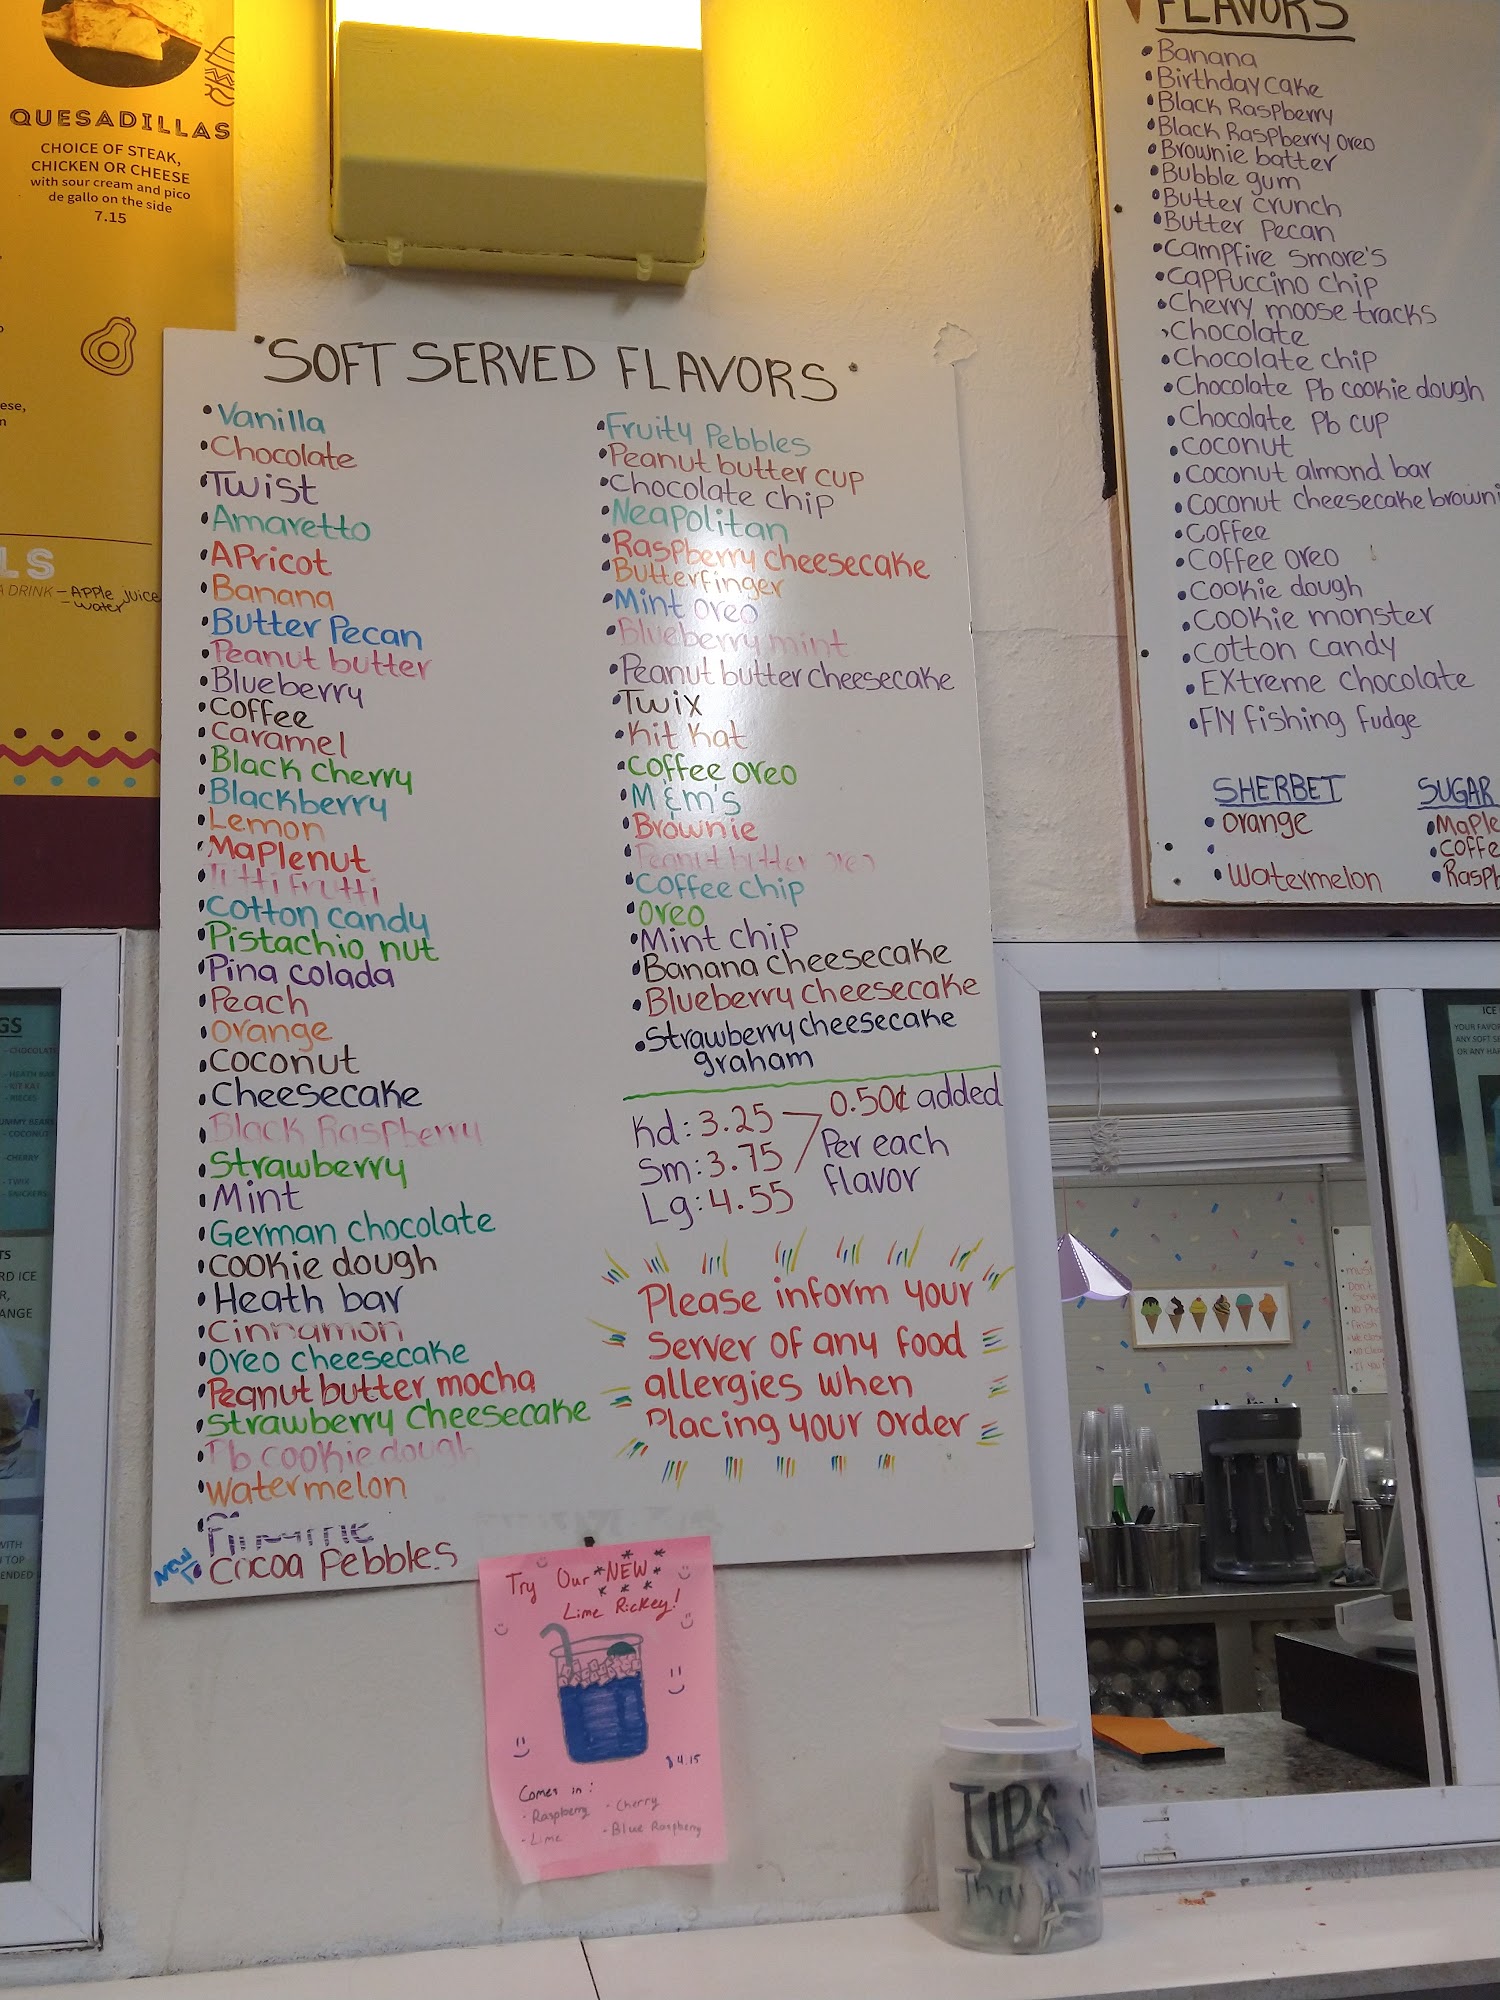 QUESADILLAS
CHOICE OF STEAK,
CHICKEN OR CHEESE
with sour cream and pico
de gallo on the side
7.15
LS
A DRINK - Apple juice
- water
SOFT SERVED FLAVORS
Vanilla
Chocolate
Twist
Amaretto
Apricot
Banana
Butter Pecan
Peanut butter
Blueberry
Coffee
Caramel
Black Cherry
Blackberry
Lemon
Maplenut
Tutti Frutti
Cotton candy
Pistachio nut
Pina colada
Peach
Orange
Coconut
Cheesecake
Black Raspberry
Strawberry
Mint
German chocolate
Cookie dough
Heath bar
Cinnamon
Oreo cheesecake
Peanut butter mocha
Strawberry Cheesecake
Pb cookie dough
Watermelon
New
Cocoa Pebbles
Fruity Pebbles
Peanut butter cup
Chocolate chip
Neapolitan
Raspberry cheesecake
Butterfinger
Mint oreo
Blueberry mint
Peanut butter cheesecake
Twix
Kit Kat
Coffee oreo
M&m's
Brownie
Peanut butter oreo
Coffee chip
Oreo
Mint chip
Banana cheesecake
Blueberry cheesecake
Strawberry cheesecake
graham
Kd: 3.25
Sm: 3.75
Lg: 4.55
0.50¢ added
Per each
flavor
Please inform your
Server of any food
allergies when
Placing your order
Try Our *NEW*
Lime Rickey!
$4.15
Comes in:
- Raspberry - Cherry
- Lime - Blue Raspberry
FLAVORS
Banana
Birthday Cake
Black Raspberry
Black Raspberry oreo
Brownie batter
Bubble gum
Butter crunch
Butter Pecan
Campfire smore's
Cappuccino chip
Cherry moose tracks
Chocolate
Chocolate chip
Chocolate Pb cookie dough
Chocolate Pb cup
Coconut
Coconut almond bar
Coconut cheesecake browni
Coffee
Coffee oreo
Cookie dough
Cookie monster
Cotton candy
Extreme chocolate
Fly fishing fudge
SHERBET
Orange
Watermelon
SUGAR
Maple
Coffe
Raspb
TIPS